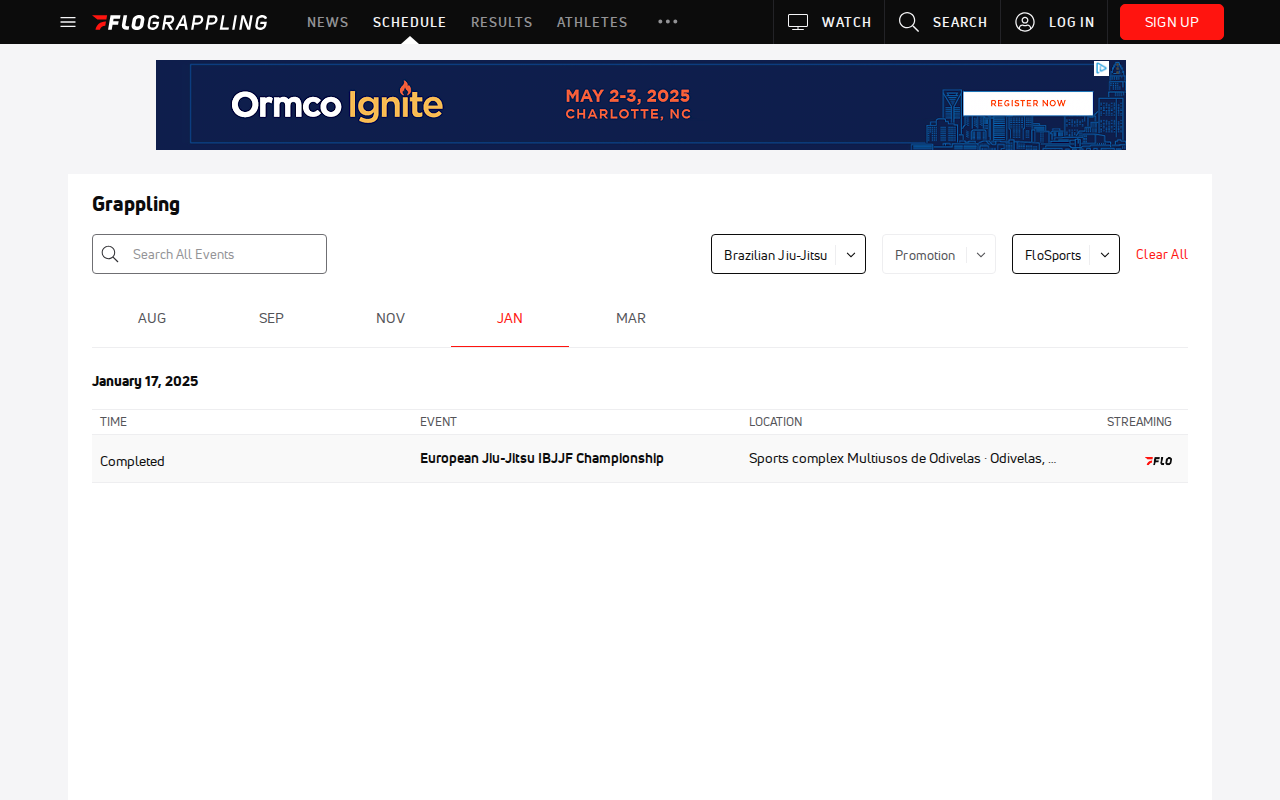 FLOGRAPPLING NEWS SCHEDULE RESULTS ATHLETES WATCH SEARCH LOG IN SIGN UP
Ormco Ignite
MAY 2-3, 2025
CHARLOTTE, NC
REGISTER NOW
Grappling
Search All Events
Brazilian Jiu-Jitsu
Promotion
FloSports
Clear All
AUG SEP NOV JAN MAR
January 17, 2025
TIME EVENT LOCATION STREAMING
Completed European Jiu-Jitsu IBJJF Championship Sports complex Multiusos de Odivelas · Odivelas, ... FLO